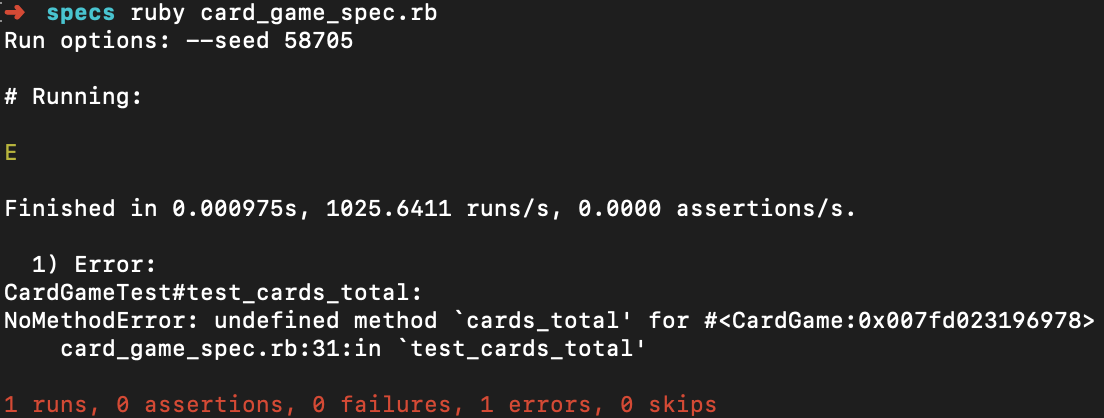 ➜ specs ruby card_game_spec.rb
Run options: --seed 58705
# Running:
E
Finished in 0.000975s, 1025.6411 runs/s, 0.0000 assertions/s.
1) Error:
CardGameTest#test_cards_total:
NoMethodError: undefined method `cards_total' for #<CardGame:0x007fd023196978>
card_game_spec.rb:31:in `test_cards_total'
1 runs, 0 assertions, 0 failures, 1 errors, 0 skips